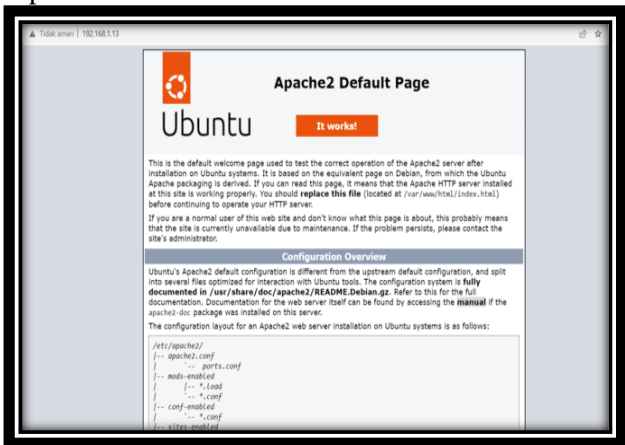 Tidak aman | 192.168.1.13
Apache2 Default Page
Ubuntu
It works!
This is the default welcome page used to test the correct operation of the Apache2 server after
installation on Ubuntu systems. It is based on the equivalent page on Debian, from which the Ubuntu
Apache packaging is derived. If you can read this page, it means that the Apache HTTP server installed
at this site is working properly. You should replace this file (located at /var/www/html/index.html)
before continuing to operate your HTTP server.
If you are a normal user of this web site and don't know what this page is about, this probably means
that the site is currently unavailable due to maintenance. If the problem persists, please contact the
site's administrator.
Configuration Overview
Ubuntu's Apache2 default configuration is different from the upstream default configuration, and split
into several files optimized for interaction with Ubuntu tools. The configuration system is fully
documented in /usr/share/doc/apache2/README.Debian.gz. Refer to this for the full
documentation. Documentation for the web server itself can be found by accessing the manual if the
apache2-doc package was installed on this server.
The configuration layout for an Apache2 web server installation on Ubuntu systems is as follows:
/etc/apache2/
|-- apache2.conf
|       `--  ports.conf
|-- mods-enabled
|       |-- *.load
|       `-- *.conf
|-- conf-enabled
|       `-- *.conf
|-- sites-enabled